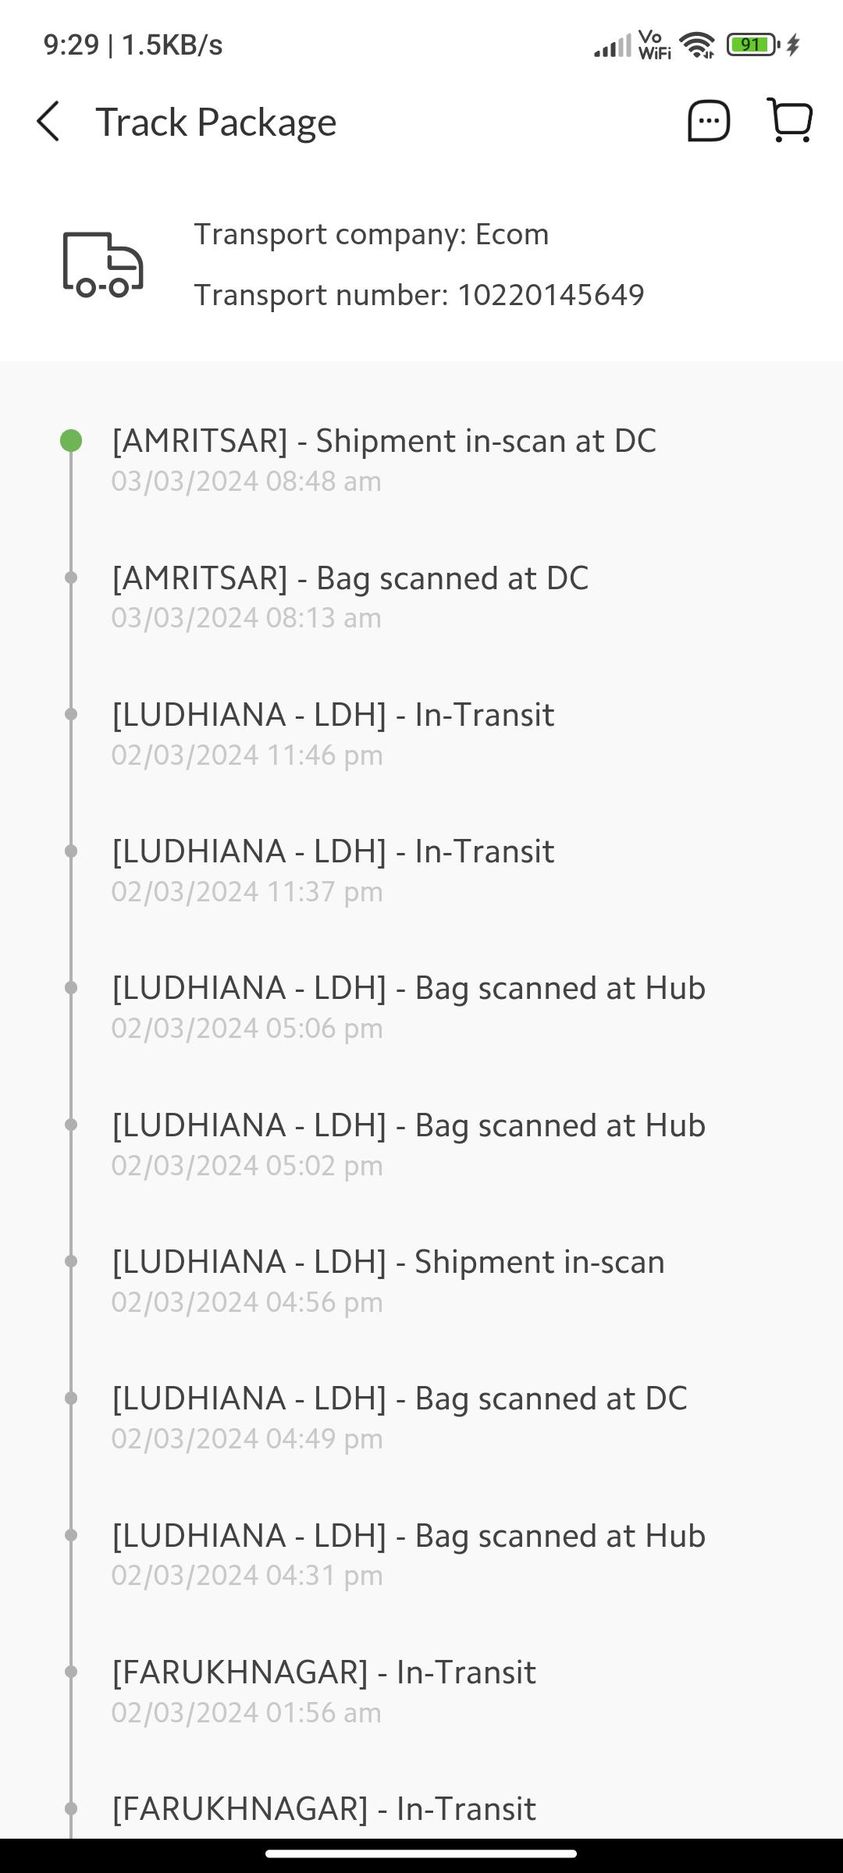 9:29 | 1.5KB/s
Vo
WiFi
91
Track Package
Transport company: Ecom
Transport number: 10220145649
[AMRITSAR] - Shipment in-scan at DC
03/03/2024 08:48 am
[AMRITSAR] - Bag scanned at DC
03/03/2024 08:13 am
[LUDHIANA - LDH] - In-Transit
02/03/2024 11:46 pm
[LUDHIANA - LDH] - In-Transit
02/03/2024 11:37 pm
[LUDHIANA - LDH] - Bag scanned at Hub
02/03/2024 05:06 pm
[LUDHIANA - LDH] - Bag scanned at Hub
02/03/2024 05:02 pm
[LUDHIANA - LDH] - Shipment in-scan
02/03/2024 04:56 pm
[LUDHIANA - LDH] - Bag scanned at DC
02/03/2024 04:49 pm
[LUDHIANA - LDH] - Bag scanned at Hub
02/03/2024 04:31 pm
[FARUKHNAGAR] - In-Transit
02/03/2024 01:56 am
[FARUKHNAGAR] - In-Transit